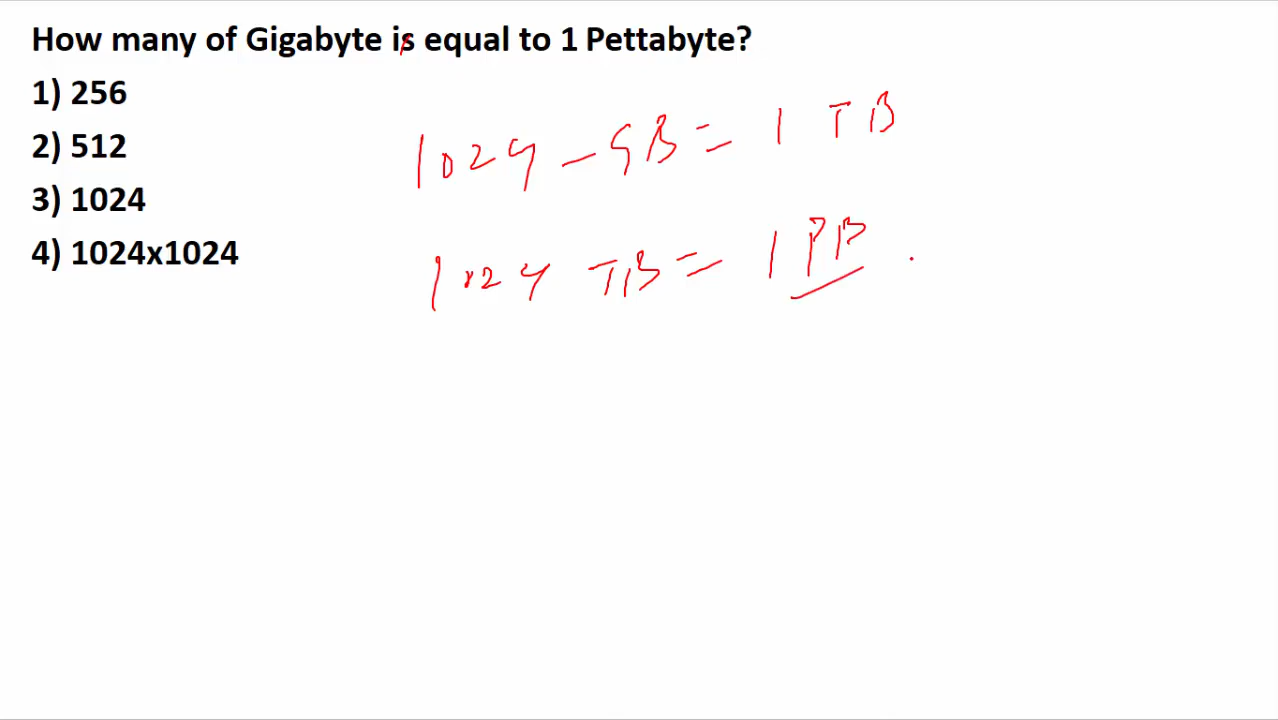 How many of Gigabyte is equal to 1 Pettabyte?
1) 256
2) 512
3) 1024
4) 1024x1024
1024 - GB = 1 TB
1024 TB = 1 PB